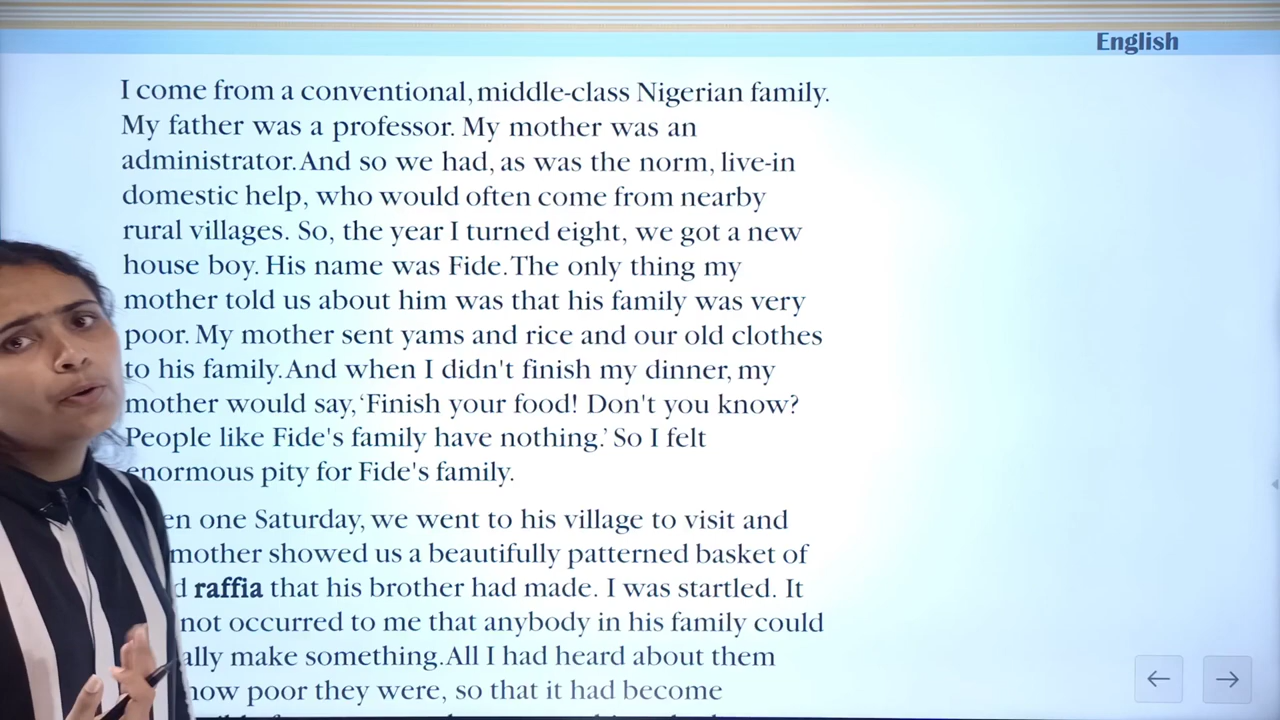 English
I come from a conventional, middle-class Nigerian family.
My father was a professor. My mother was an
administrator. And so we had, as was the norm, live-in
domestic help, who would often come from nearby
rural villages. So, the year I turned eight, we got a new
house boy. His name was Fide. The only thing my
mother told us about him was that his family was very
poor. My mother sent yams and rice and our old clothes
to his family. And when I didn't finish my dinner, my
mother would say, ‘Finish your food! Don't you know?
People like Fide's family have nothing.’ So I felt
enormous pity for Fide's family.
one Saturday, we went to his village to visit and
mother showed us a beautifully patterned basket of
raffia that his brother had made. I was startled. It
not occurred to me that anybody in his family could
make something. All I had heard about them
how poor they were, so that it had become